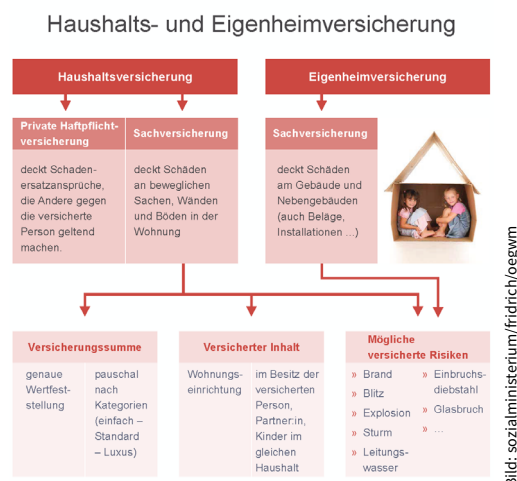 Haushalts- und Eigenheimversicherung
Haushaltsversicherung
Eigenheimversicherung
Private Haftpflicht-
versicherung
Sachversicherung
Sachversicherung
deckt Schaden-
ersatzansprüche,
die Andere gegen
die versicherte
Person geltend
machen.
deckt Schäden
an beweglichen
Sachen, Wänden
und Böden in der
Wohnung
deckt Schäden
am Gebäude und
Nebengebäuden
(auch Beläge,
Installationen ...)
Versicherungssumme
genaue
Wertfest-
stellung
pauschal
nach
Kategorien
(einfach –
Standard
– Luxus)
Versicherter Inhalt
Wohnungs-
einrichtung
im Besitz der
versicherten
Person,
Partner:in,
Kinder im
gleichen
Haushalt
Mögliche
versicherte Risiken
» Brand
» Blitz
» Explosion
» Sturm
» Leitungs-
wasser
» Einbruchs-
diebstahl
» Glasbruch
» ...
Bild: sozialministerium/fridrich/oegwm